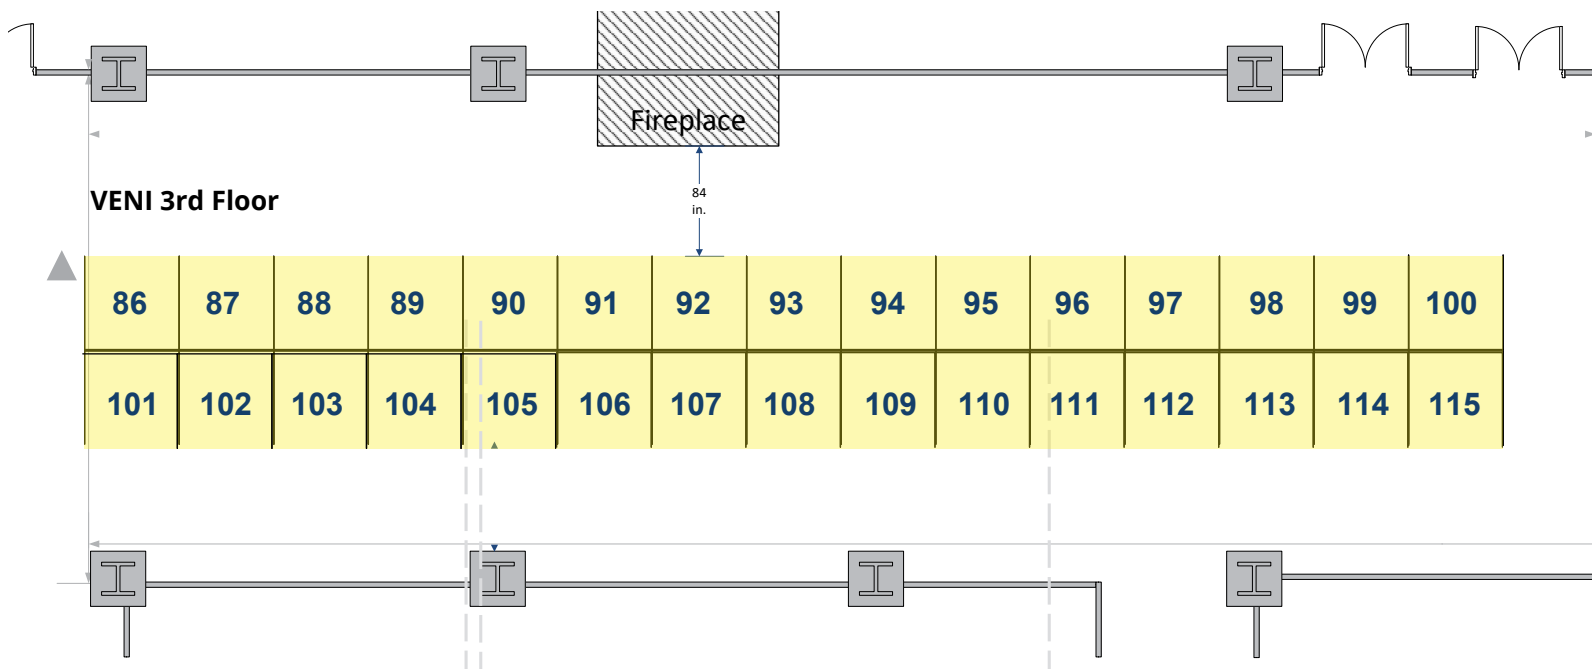 Fireplace
84
in.
VENI 3rd Floor
86 87 88 89 90 91 92 93 94 95 96 97 98 99 100
101 102 103 104 105 106 107 108 109 110 111 112 113 114 115